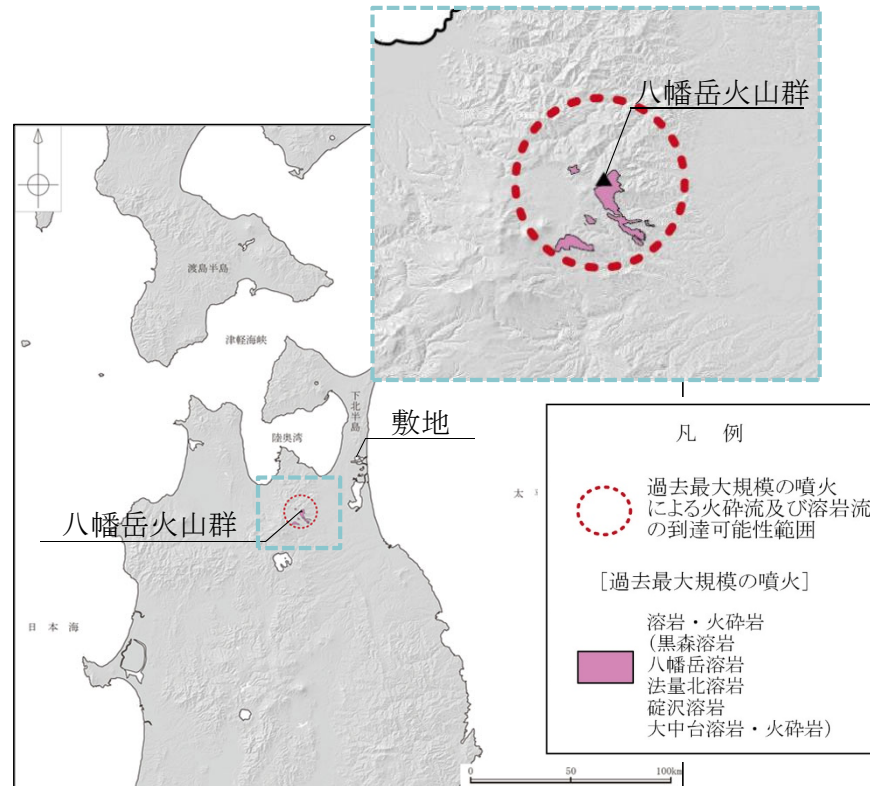 八幡岳火山群
渡島半島
津軽海峡
下北半島
陸奥湾
敷地
八幡岳火山群
日本海
太
凡 例
過去最大規模の噴火
による火砕流及び溶岩流
の到達可能性範囲
[過去最大規模の噴火]
溶岩・火砕岩
(黒森溶岩
八幡岳溶岩
法量北溶岩
碇沢溶岩
大中台溶岩・火砕岩)
0 50 100km